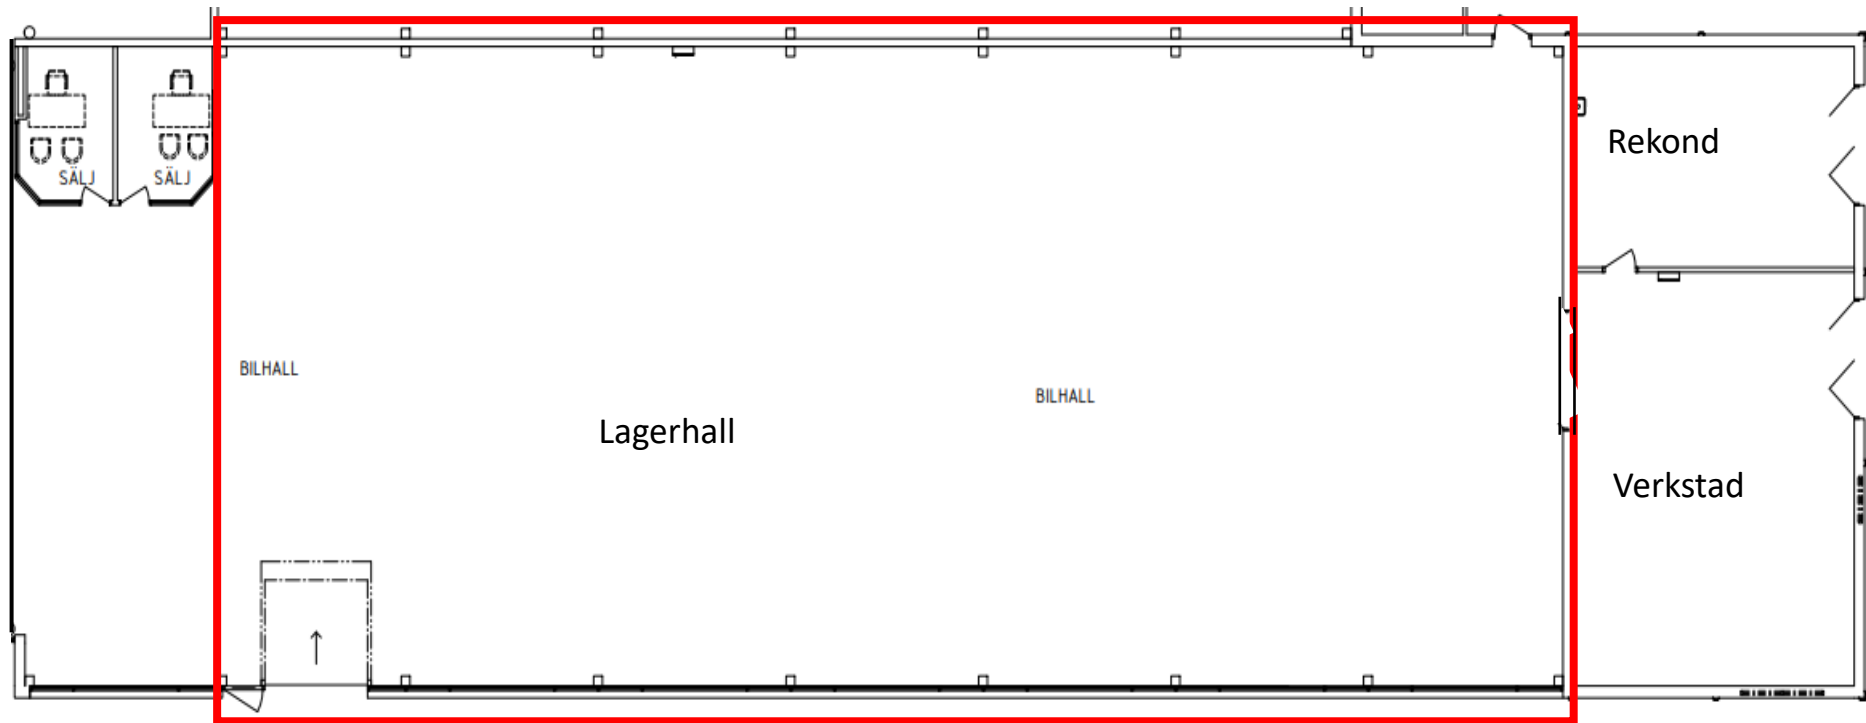 Rekond
SÄLJ
SÄLJ
BILHALL
BILHALL
Lagerhall
Verkstad